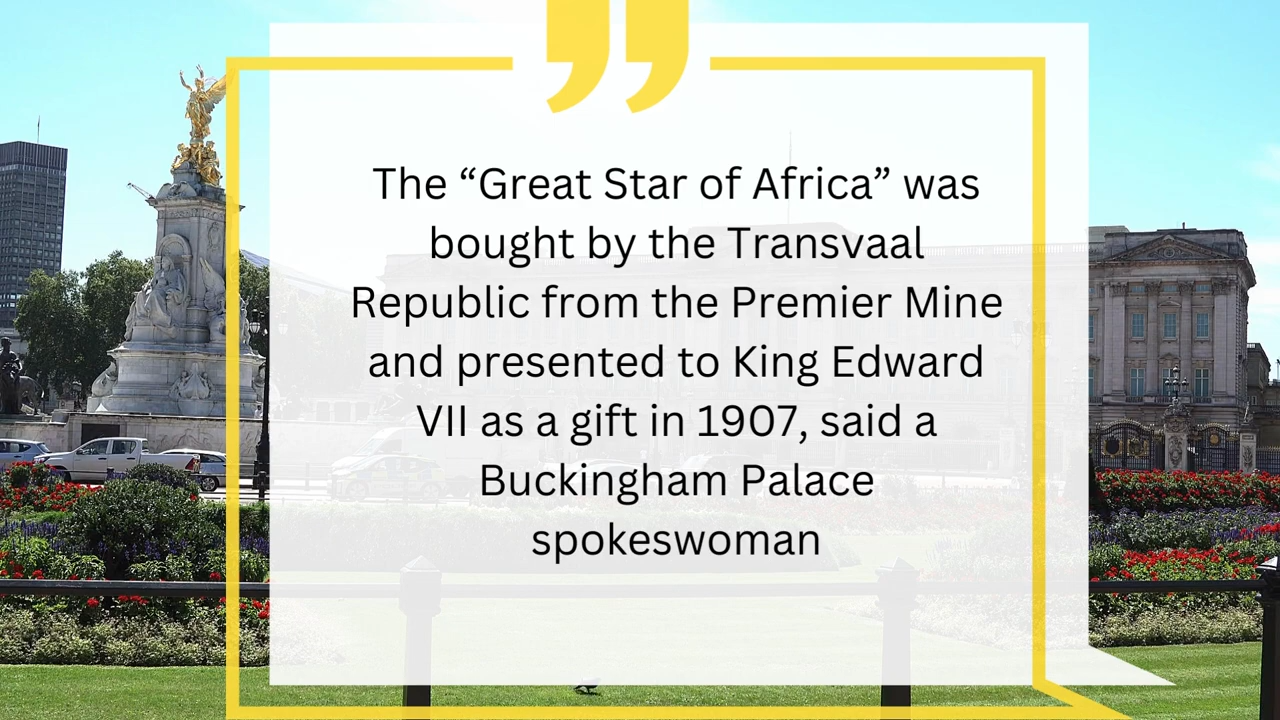 The “Great Star of Africa” was
bought by the Transvaal
Republic from the Premier Mine
and presented to King Edward
VII as a gift in 1907, said a
Buckingham Palace
spokeswoman